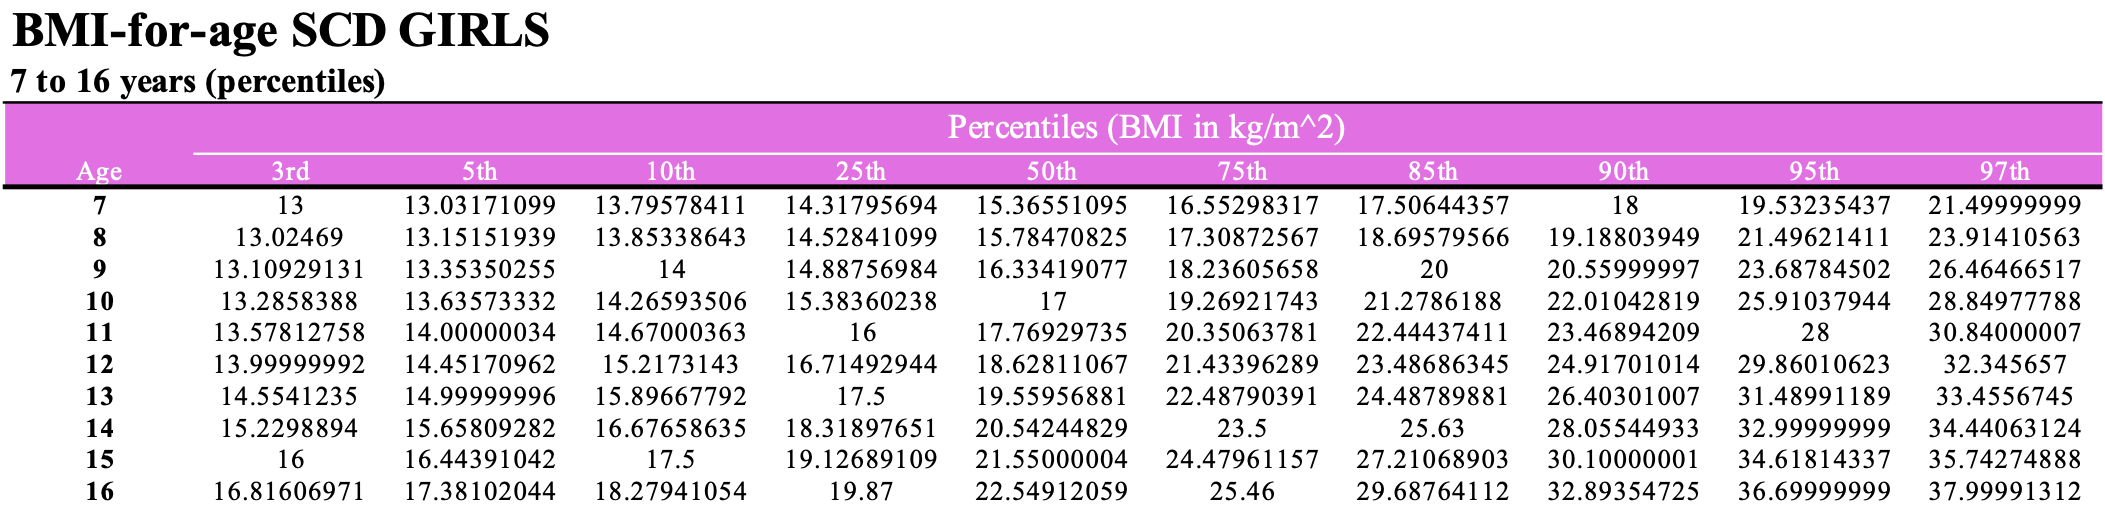 BMI-for-age SCD GIRLS
7 to 16 years (percentiles)
Percentiles (BMI in kg/m^2)
Age 3rd 5th 10th 25th 50th 75th 85th 90th 95th 97th
7 13 13.03171099 13.79578411 14.31795694 15.36551095 16.55298317 17.50644357 18 19.53235437 21.49999999
8 13.02469 13.15151939 13.85338643 14.52841099 15.78470825 17.30872567 18.69579566 19.18803949 21.49621411 23.91410563
9 13.10929131 13.35350255 14 14.88756984 16.33419077 18.23605658 20 20.55999997 23.68784502 26.46466517
10 13.2858388 13.63573332 14.26593506 15.38360238 17 19.26921743 21.2786188 22.01042819 25.91037944 28.84977788
11 13.57812758 14.00000034 14.67000363 16 17.76929735 20.35063781 22.44437411 23.46894209 28 30.84000007
12 13.99999992 14.45170962 15.2173143 16.71492944 18.62811067 21.43396289 23.48686345 24.91701014 29.86010623 32.345657
13 14.5541235 14.99999996 15.89667792 17.5 19.55956881 22.48790391 24.48789881 26.40301007 31.48991189 33.4556745
14 15.2298894 15.65809282 16.67658635 18.31897651 20.54244829 23.5 25.63 28.05544933 32.99999999 34.44063124
15 16 16.44391042 17.5 19.12689109 21.55000004 24.47961157 27.21068903 30.10000001 34.61814337 35.74274888
16 16.81606971 17.38102044 18.27941054 19.87 22.54912059 25.46 29.68764112 32.89354725 36.69999999 37.99991312